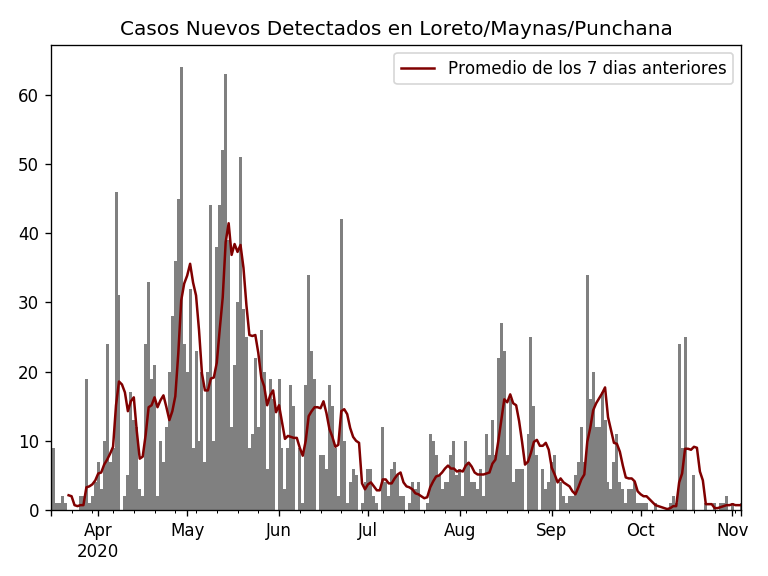 Casos Nuevos Detectados en Loreto/Maynas/Punchana
Promedio de los 7 dias anteriores
60
50
40
30
20
10
0
Apr May Jun Jul Aug Sep Oct Nov
2020